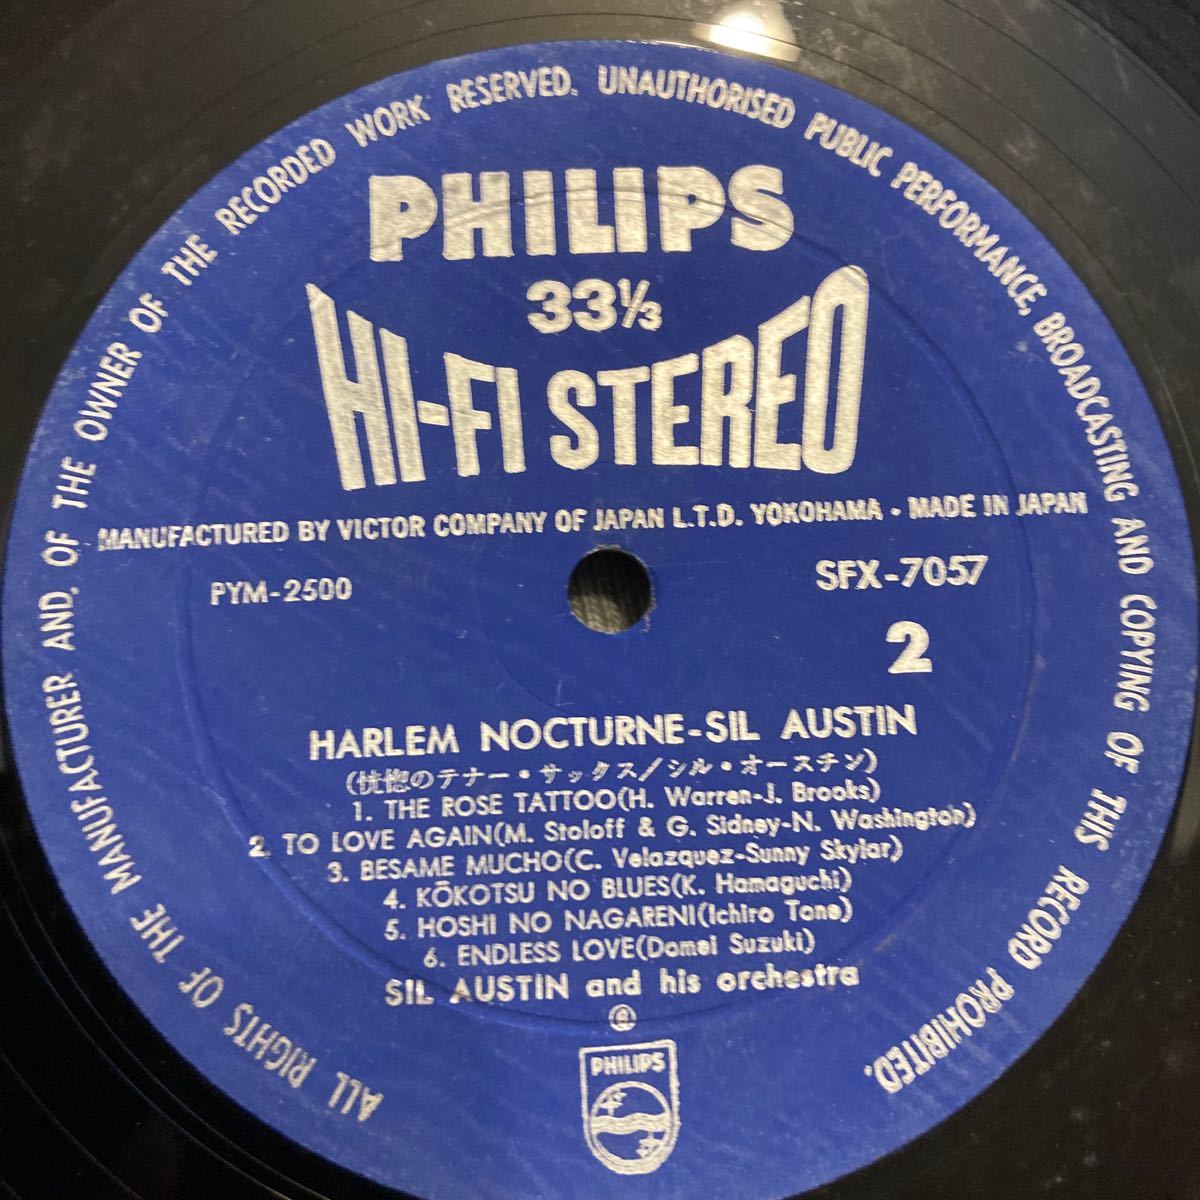 ALL RIGHTS OF THE MANUFACTURER AND, OF THE OWNER OF THE RECORDED WORK RESERVED. UNAUTHORISED PUBLIC PERFORMANCE, BROADCASTING AND COPYING OF THIS RECORD PROHIBITED.
PHILIPS
33⅓
HI-FI STEREO
MANUFACTURED BY VICTOR COMPANY OF JAPAN L.T.D. YOKOHAMA • MADE IN JAPAN
PYM-2500
SFX-7057
2
HARLEM NOCTURNE-SIL AUSTIN
(恍惚のテナー・サックス/シル・オースチン)
1. THE ROSE TATTOO(H. Warren-J. Brooks)
2. TO LOVE AGAIN(M. Stoloff & G. Sidney-N. Washington)
3. BESAME MUCHO(C. Velazquez-Sunny Skylar)
4. KŌKOTSU NO BLUES(K. Hamaguchi)
5. HOSHI NO NAGARENI(Ichiro Tone)
6. ENDLESS LOVE(Domei Suzuki)
SIL AUSTIN and his orchestra
PHILIPS